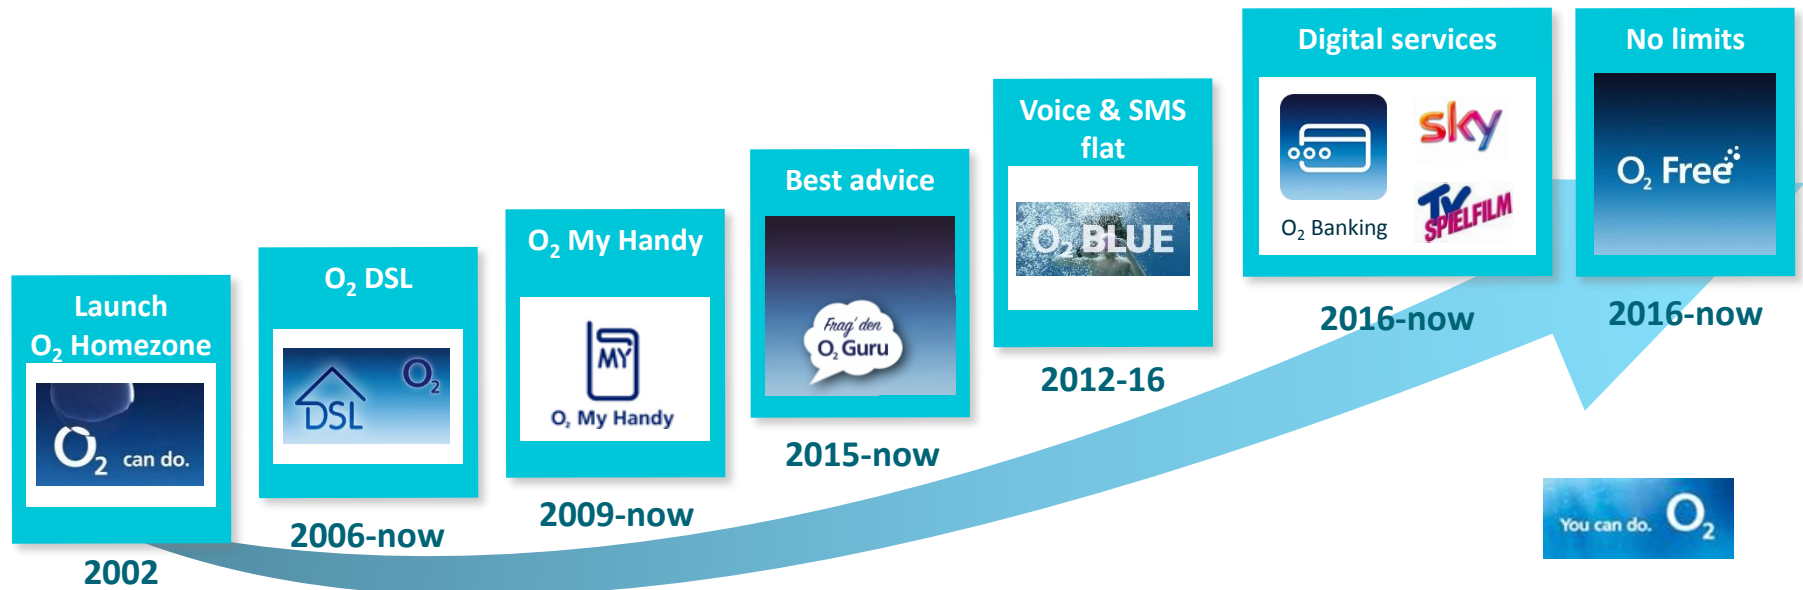 Launch
O₂ Homezone
O₂ can do.
2002
O₂ DSL
DSL
O₂
2006-now
O₂ My Handy
MY
O₂ My Handy
2009-now
Best advice
Frag' den
O₂ Guru
2015-now
Voice & SMS
flat
O₂ BLUE
2012-16
Digital services
sky
O₂ Banking
TV
SPIELFILM
2016-now
No limits
O₂ Free
2016-now
You can do. O₂